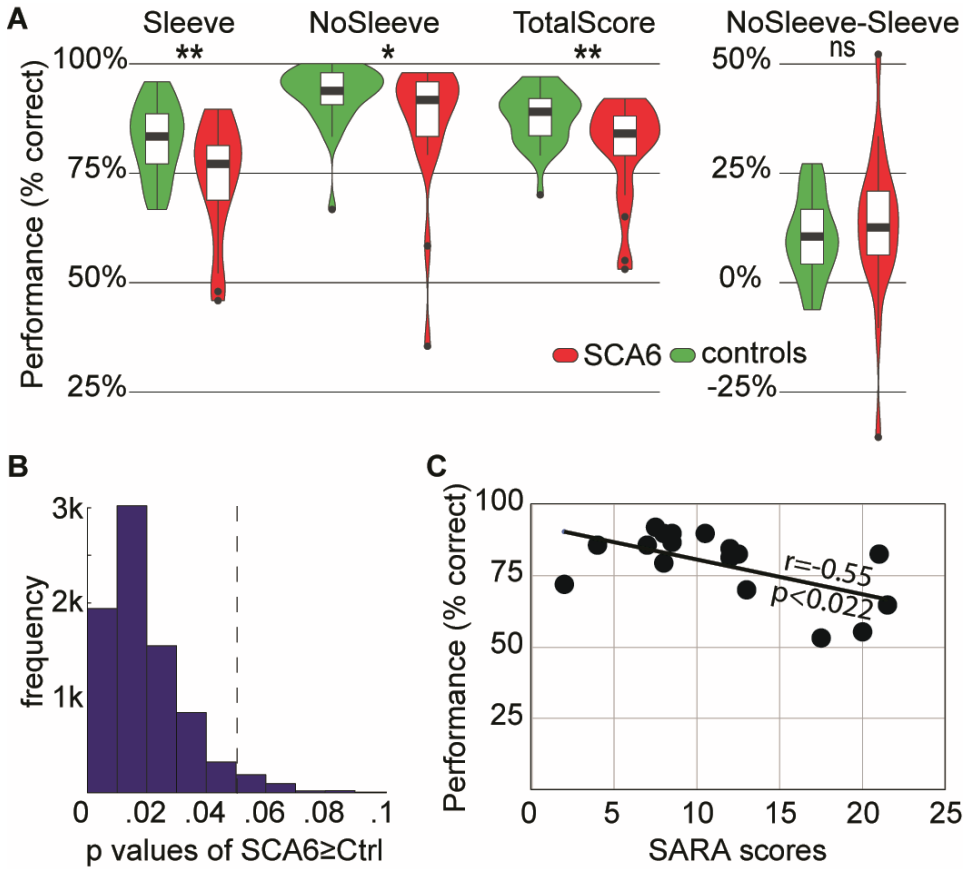 A
Sleeve NoSleeve TotalScore NoSleeve-Sleeve
** * ** ns
100% 50%
75% 25%
50% 0%
25% -25%
Performance (% correct)
SCA6 controls
B
3k
2k
1k
frequency
0 .02 .04 .06 .08 .1
p values of SCA6≥Ctrl
C
100
75
50
25
Performance (% correct)
r=-0.55
p<0.022
0 5 10 15 20 25
SARA scores